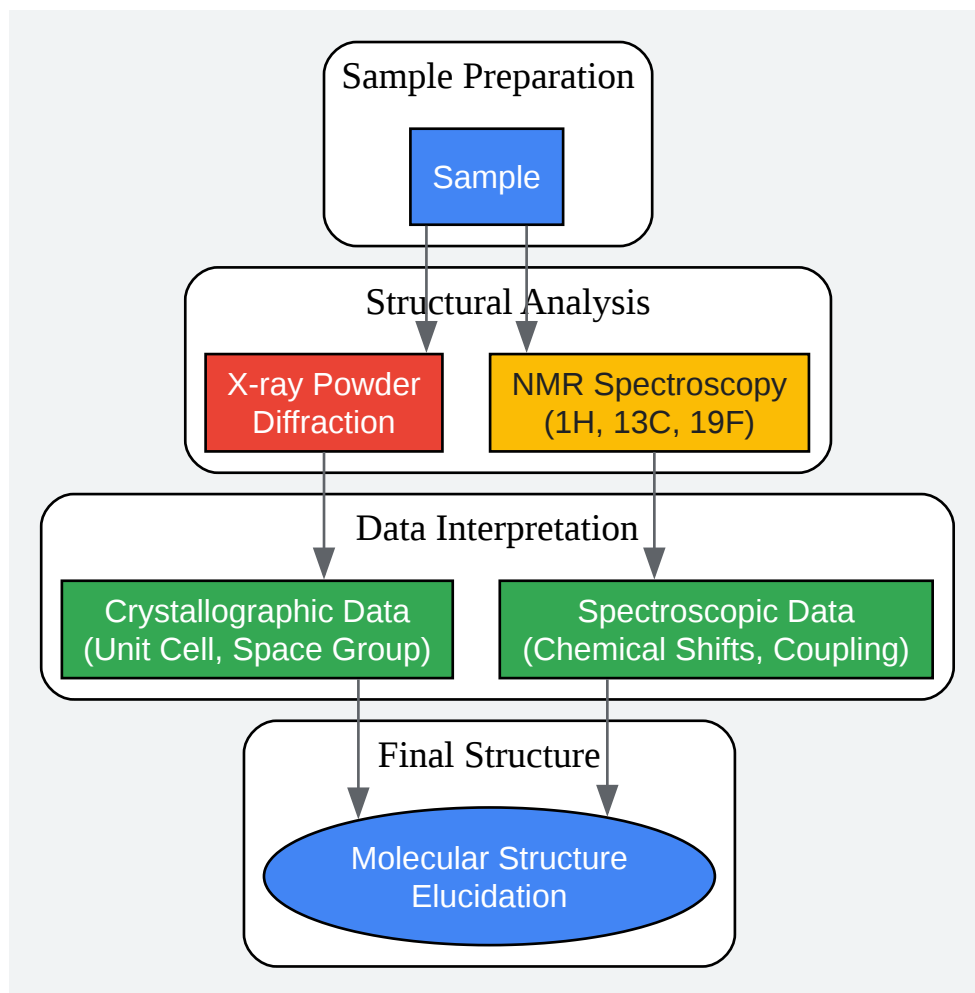 Sample Preparation
Sample
Structural Analysis
X-ray Powder
Diffraction
NMR Spectroscopy
(1H, 13C, 19F)
Data Interpretation
Crystallographic Data
(Unit Cell, Space Group)
Spectroscopic Data
(Chemical Shifts, Coupling)
Final Structure
Molecular Structure
Elucidation